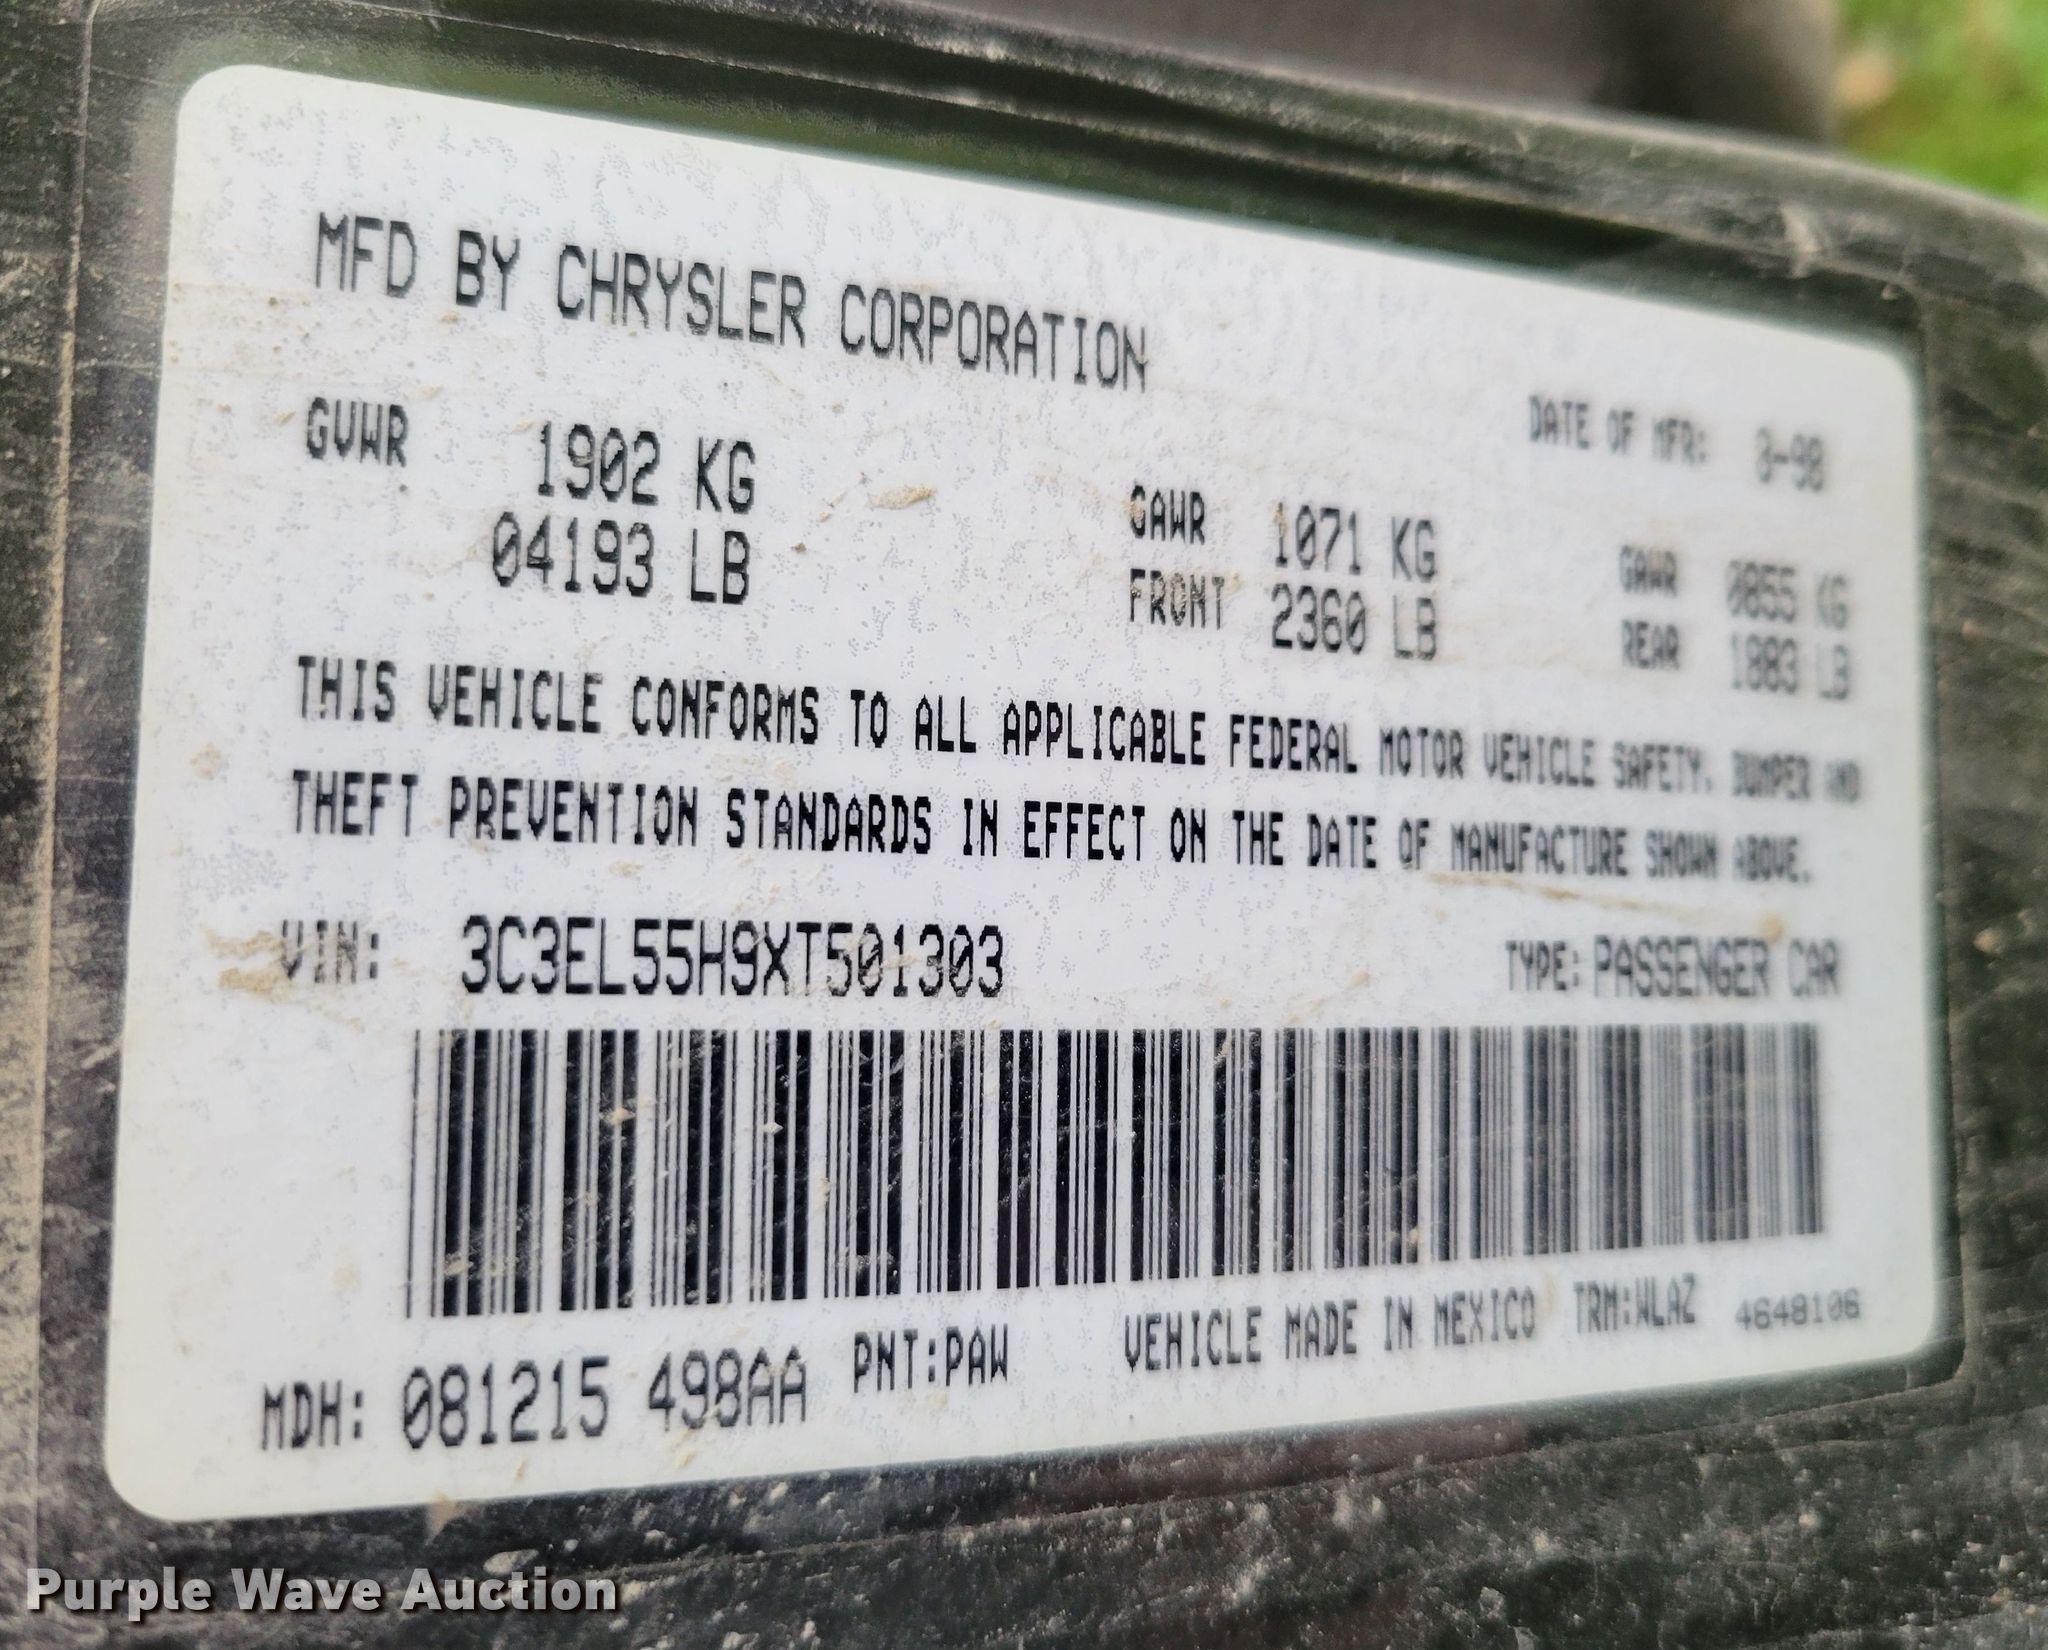 MFD BY CHRYSLER CORPORATION
DATE OF MFR: 8-98
GVWR 1902 KG
04193 LB
GAWR 1071 KG
FRONT 2360 LB
GAWR 0855 KG
REAR 1883 LB
THIS VEHICLE CONFORMS TO ALL APPLICABLE FEDERAL MOTOR VEHICLE SAFETY, BUMPER AND
THEFT PREVENTION STANDARDS IN EFFECT ON THE DATE OF MANUFACTURE SHOWN ABOVE.
VIN: 3C3EL55H9XT501303 TYPE: PASSENGER CAR
MDH: 081215 498AA PNT:PAW VEHICLE MADE IN MEXICO TRM:WLAZ 4648106
Purple Wave Auction